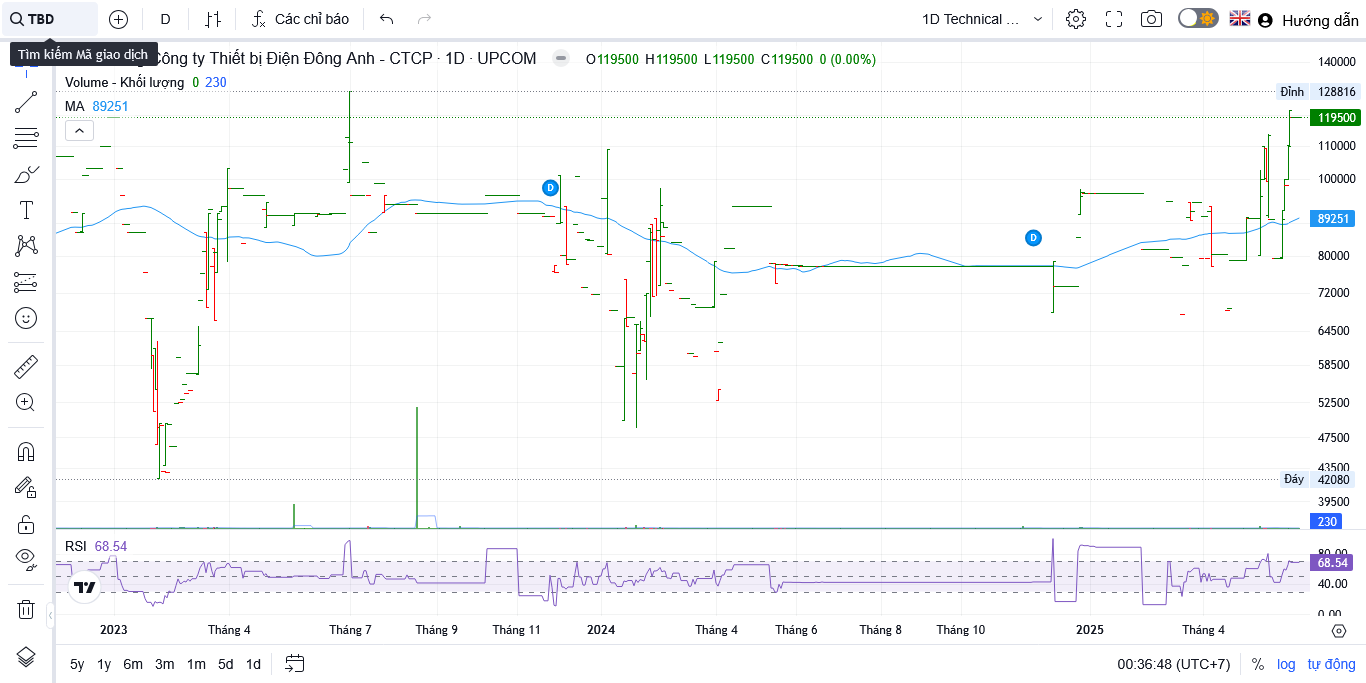 TBD D Các chỉ báo 1D Technical ... Hướng dẫn
Tìm kiếm Mã giao dịch
Công ty Thiết bị Điện Đông Anh - CTCP · 1D · UPCOM O119500 H119500 L119500 C119500 0 (0.00%)
Volume - Khối lượng 0 230
MA 89251
140000
Đỉnh 128816
119500
110000
100000
89251
80000
72000
64500
58500
52500
47500
43500
Đáy 42080
39500
230
D
D
RSI 68.54
80.00
68.54
40.00
0.00
2023 Tháng 4 Tháng 7 Tháng 9 Tháng 11 2024 Tháng 4 Tháng 6 Tháng 8 Tháng 10 2025 Tháng 4
5y 1y 6m 3m 1m 5d 1d 00:36:48 (UTC+7) % log tự động